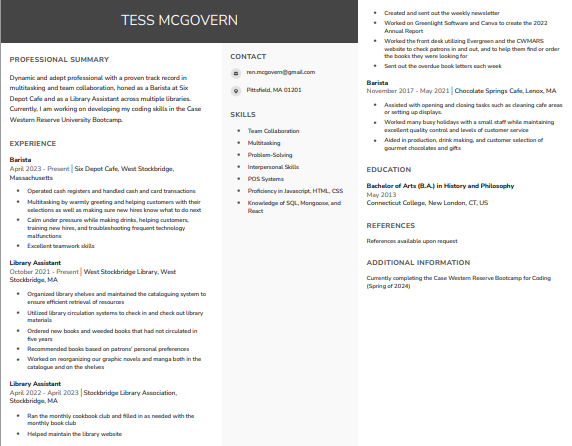 TESS MCGOVERN
PROFESSIONAL SUMMARY
Dynamic and adept professional with a proven track record in
multitasking and team collaboration, honed as a Barista at Six
Depot Cafe and as a Library Assistant across multiple libraries.
Currently, I am working on developing my coding skills in the Case
Western Reserve University Bootcamp.
EXPERIENCE
Barista
April 2023 - Present | Six Depot Cafe, West Stockbridge,
Massachusetts
• Operated cash registers and handled cash and card transactions
• Multitasking by warmly greeting and helping customers with their
selections as well as making sure new hires know what to do next
• Calm under pressure while making drinks, helping customers,
training new hires, and troubleshooting frequent technology
malfunctions
• Excellent teamwork skills
Library Assistant
October 2021 - Present | West Stockbridge Library, West
Stockbridge, MA
• Organized library shelves and maintained the cataloguing system to
ensure efficient retrieval of resources
• Utilized library circulation systems to check in and check out library
materials
• Ordered new books and weeded books that had not circulated in
five years
• Recommended books based on patrons' personal preferences
• Worked on reorganizing our graphic novels and manga both in the
catalogue and on the shelves
Library Assistant
April 2022 - April 2023 | Stockbridge Library Association,
Stockbridge, MA
• Ran the monthly cookbook club and filled in as needed with the
monthly book club
• Helped maintain the library website
CONTACT
ren.mcgovern@gmail.com
Pittsfield, MA 01201
SKILLS
• Team Collaboration
• Multitasking
• Problem-Solving
• Interpersonal Skills
• POS Systems
• Proficiency in Javascript, HTML, CSS
• Knowledge of SQL, Mongoose, and
React
• Created and sent out the weekly newsletter
• Worked on Greenlight Software and Canva to create the 2022
Annual Report
• Worked the front desk utilizing Evergreen and the CWMARS
website to check patrons in and out, and to help them find or order
the books they were looking for
• Sent out the overdue book letters each week
Barista
November 2017 - May 2021 | Chocolate Springs Cafe, Lenox, MA
• Assisted with opening and closing tasks such as cleaning cafe areas
or setting up displays.
• Worked many busy holidays with a small staff while maintaining
excellent quality control and levels of customer service
• Aided in production, drink making, and customer selection of
gourmet chocolates and gifts
EDUCATION
Bachelor of Arts (B.A.) in History and Philosophy
May 2013
Connecticut College, New London, CT, US
REFERENCES
References available upon request
ADDITIONAL INFORMATION
Currently completing the Case Western Reserve Bootcamp for Coding
(Spring of 2024)